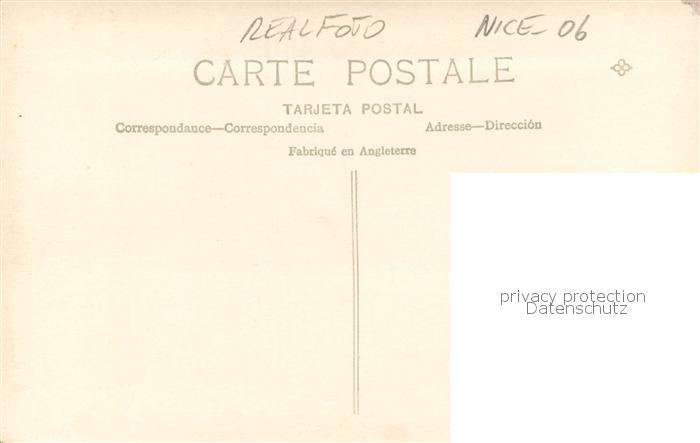 REALFOTO NICE - 06
CARTE POSTALE
TARJETA POSTAL
Correspondance—Correspondencia Adresse—Dirección
Fabriqué en Angleterre
privacy protection
Datenschutz